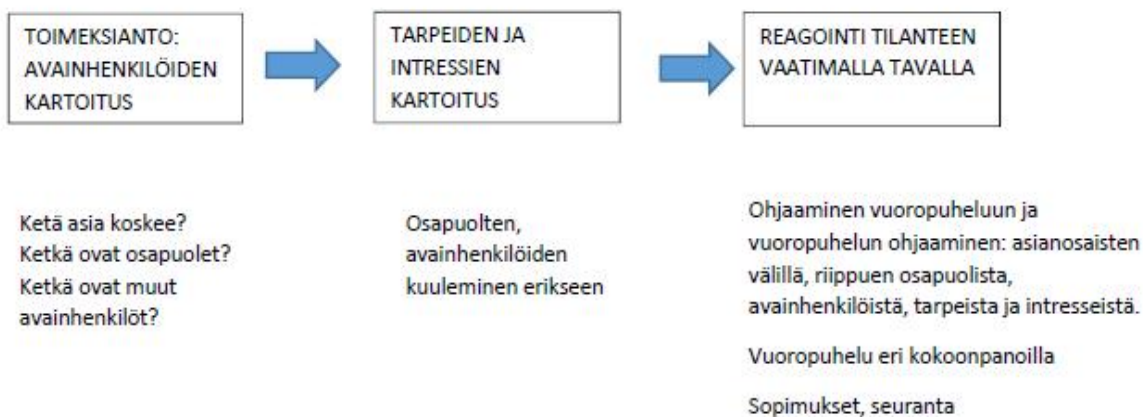 TOIMEKSIANTO:
AVAINHENKILÖIDEN
KARTOITUS
TARPEIDEN JA
INTRESSIEN
KARTOITUS
REAGOINTI TILANTEEN
VAATIMALLA TAVALLA
Ketä asia koskee?
Ketkä ovat osapuolet?
Ketkä ovat muut
avainhenkilöt?
Osapuolten,
avainhenkilöiden
kuuleminen erikseen
Ohjaaminen vuoropuheluun ja
vuoropuhelun ohjaaminen: asianosaisten
välillä, riippuen osapuolista,
avainhenkilöistä, tarpeista ja intresseistä.
Vuoropuhelu eri kokoonpanoilla
Sopimukset, seuranta